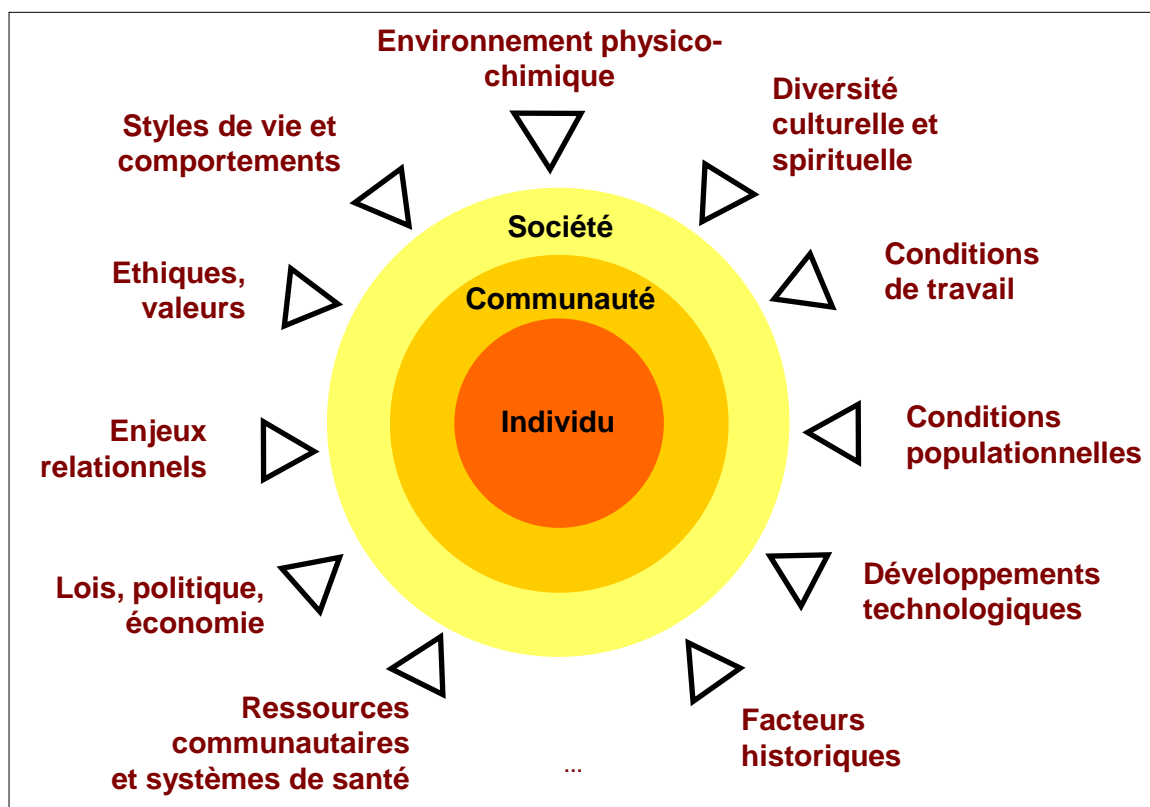 Environnement physico-
chimique
Diversité
culturelle et
spirituelle
Styles de vie et
comportements
Société
Conditions
de travail
Ethiques,
valeurs
Communauté
Individu
Enjeux
relationnels
Conditions
populationnelles
Développements
technologiques
Lois, politique,
économie
Ressources
communautaires
et systèmes de santé
Facteurs
historiques
...